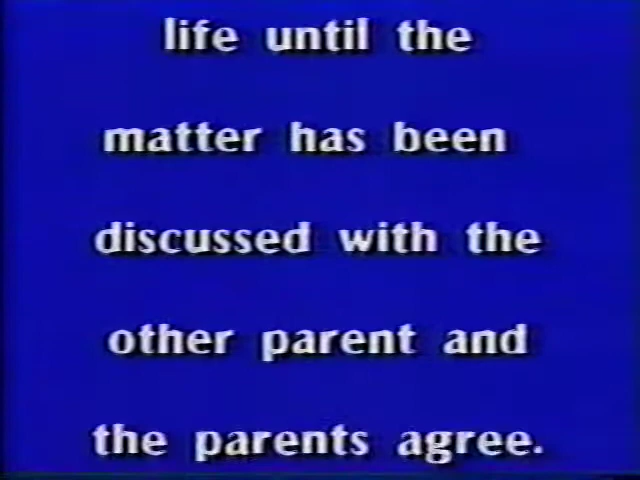 life until the
matter has been
discussed with the
other parent and
the parents agree.